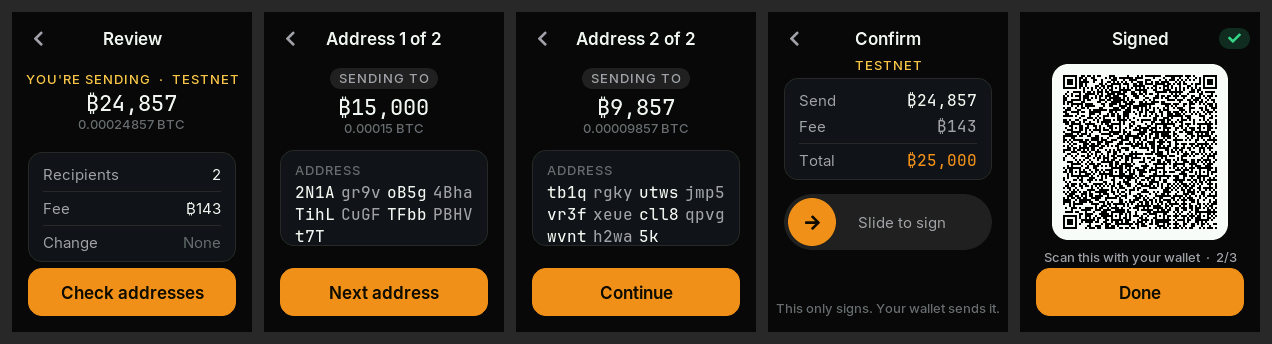 Review
YOU'RE SENDING · TESTNET
₿24,857
0.00024857 BTC
Recipients 2
Fee ₿143
Change None
Check addresses
Address 1 of 2
SENDING TO
₿15,000
0.00015 BTC
ADDRESS
2N1A gr9v oB5g 4Bha
TihL CuGF TFbb PBHV
t7T
Next address
Address 2 of 2
SENDING TO
₿9,857
0.00009857 BTC
ADDRESS
tb1q rgky utws jmp5
vr3f xeue cll8 qpvg
wvnt h2wa 5k
Continue
Confirm
TESTNET
Send ₿24,857
Fee ₿143
Total ₿25,000
Slide to sign
This only signs. Your wallet sends it.
Signed
Scan this with your wallet · 2/3
Done